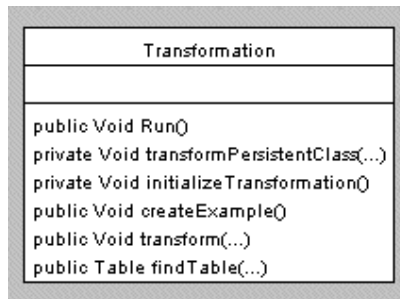 Transformation
public Void Run()
private Void transformPersistentClass(...)
private Void initializeTransformation()
public Void createExample()
public Void transform(...)
public Table findTable(...)